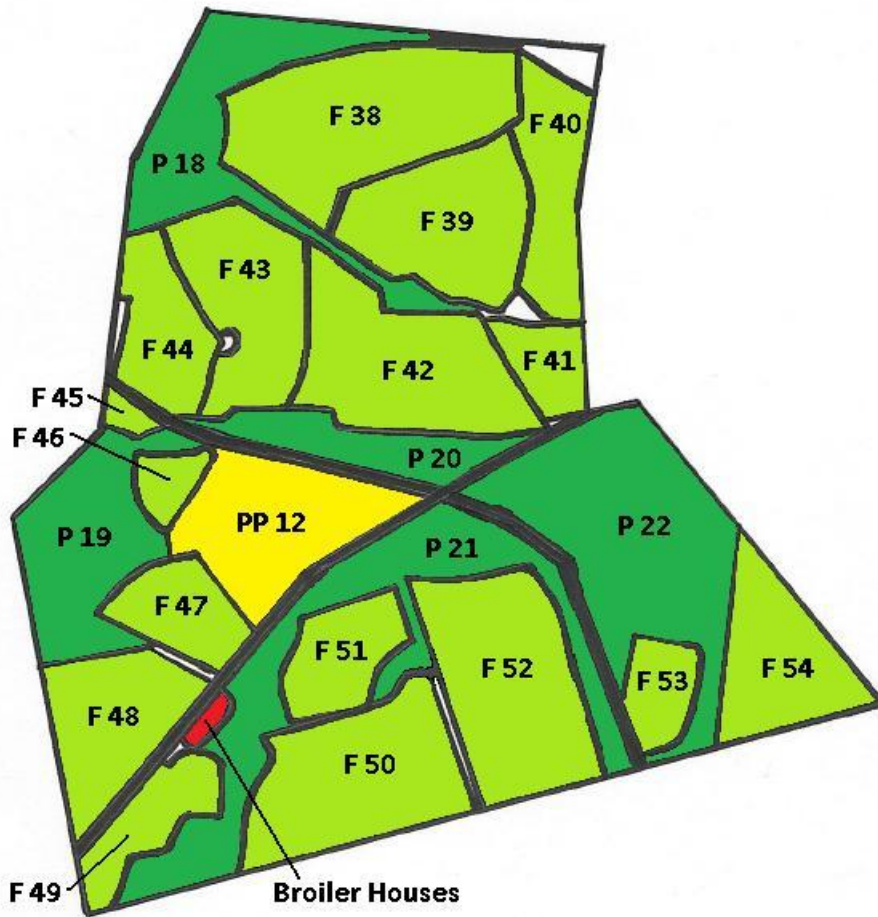 F 38
F 40
P 18
F 39
F 43
F 44
F 42
F 41
F 45
F 46
P 20
PP 12
P 19
P 21
P 22
F 47
F 51
F 52
F 53
F 54
F 48
F 50
F 49
Broiler Houses